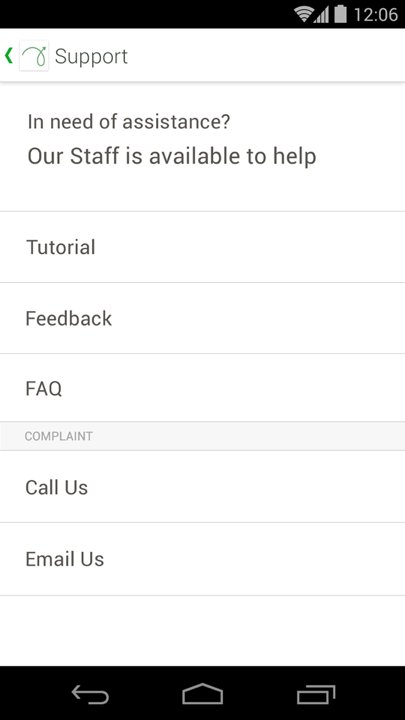 12:06
Support
In need of assistance?
Our Staff is available to help
Tutorial
Feedback
FAQ
COMPLAINT
Call Us
Email Us